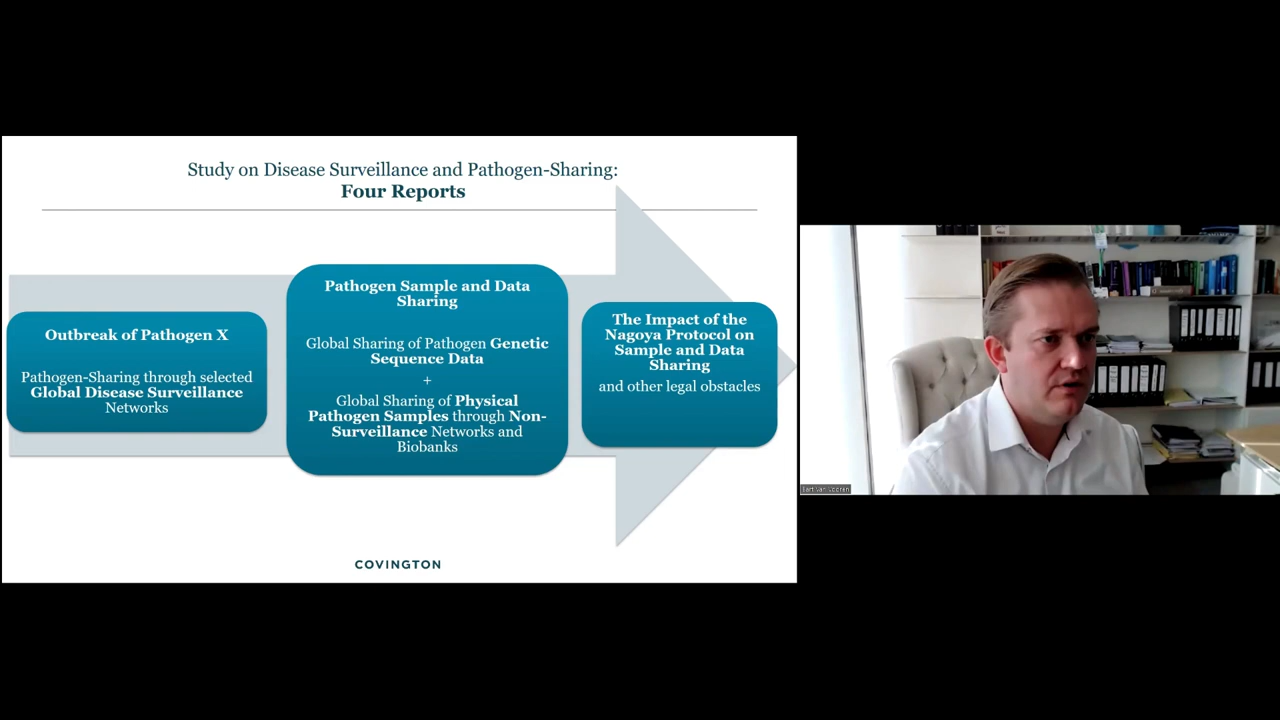 Study on Disease Surveillance and Pathogen-Sharing:
Four Reports
Outbreak of Pathogen X
Pathogen-Sharing through selected
Global Disease Surveillance
Networks
Pathogen Sample and Data
Sharing
Global Sharing of Pathogen Genetic
Sequence Data
+
Global Sharing of Physical
Pathogen Samples through Non-
Surveillance Networks and
Biobanks
The Impact of the
Nagoya Protocol on
Sample and Data
Sharing
and other legal obstacles
COVINGTON
Bart Van Vooren